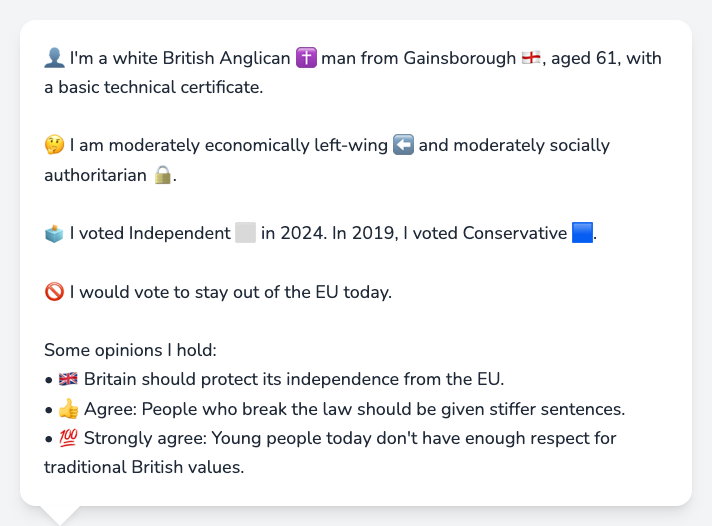 👤 I'm a white British Anglican ✝️ man from Gainsborough 🏴󠁧󠁢󠁥󠁮󠁧󠁿, aged 61, with
a basic technical certificate.
🤔 I am moderately economically left-wing ⬅️ and moderately socially
authoritarian 🔒.
🗳️ I voted Independent ⬜ in 2024. In 2019, I voted Conservative 🟦.
🚫 I would vote to stay out of the EU today.
Some opinions I hold:
• 🇬🇧 Britain should protect its independence from the EU.
• 👍 Agree: People who break the law should be given stiffer sentences.
• 💯 Strongly agree: Young people today don't have enough respect for
traditional British values.